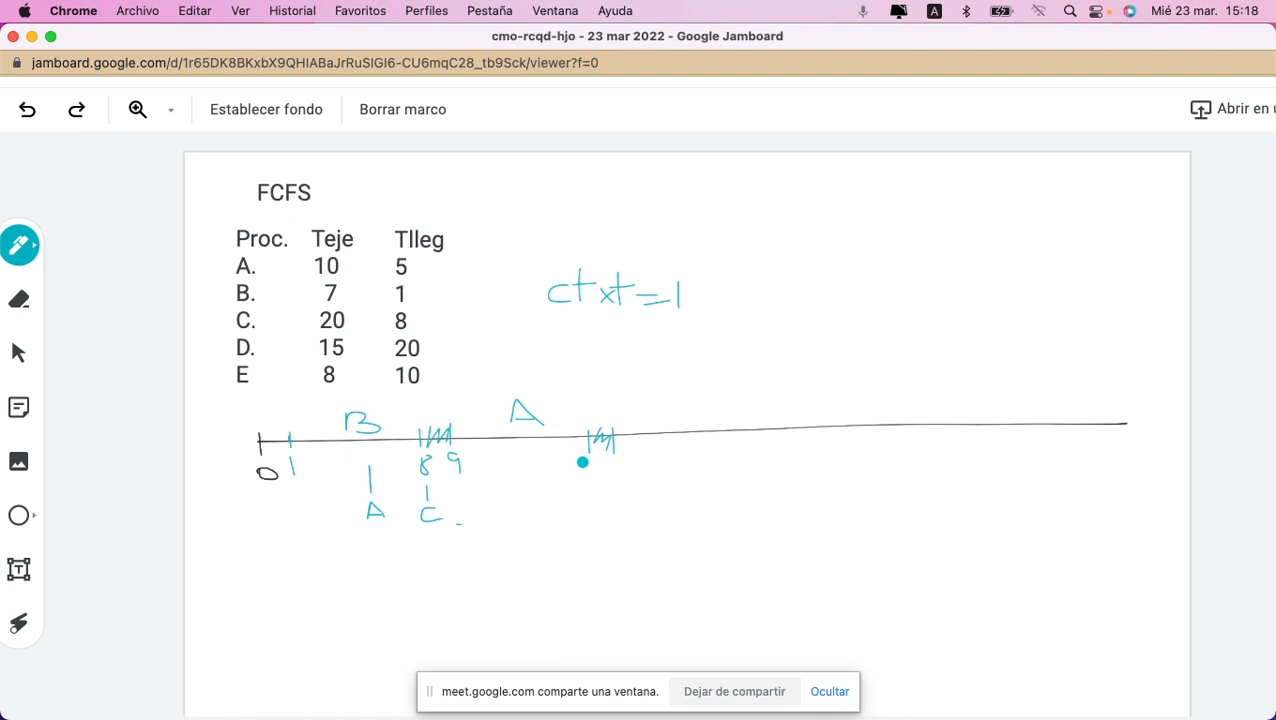 Chrome Archivo Editar Ver Historial Favoritos Perfiles Pestaña Ventana Ayuda A Mié 23 mar. 15:18
cmo-rcqd-hjo - 23 mar 2022 - Google Jamboard
jamboard.google.com/d/1r65DK8BKxbX9QHIABaJrRuSIGI6-CU6mqC28_tb9Sck/viewer?f=0
Establecer fondo Borrar marco Abrir en u
FCFS
Proc. Teje Tlleg
A. 10 5
B. 7 1
C. 20 8
D. 15 20
E 8 10
ctxt=1
B A
0 1 8 9
A C
meet.google.com comparte una ventana. Dejar de compartir Ocultar